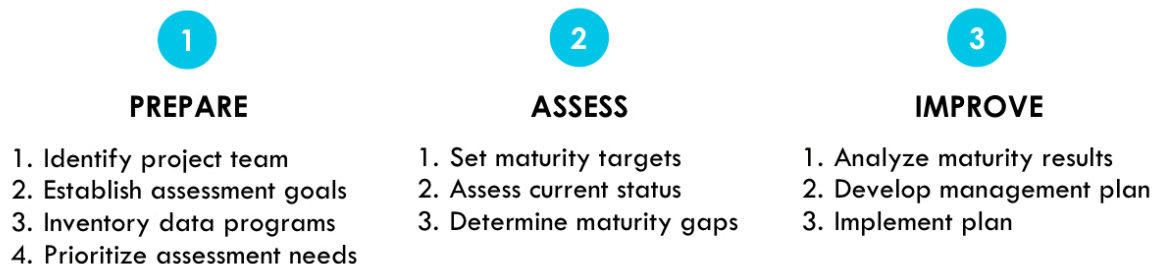 1
PREPARE
1. Identify project team
2. Establish assessment goals
3. Inventory data programs
4. Prioritize assessment needs
2
ASSESS
1. Set maturity targets
2. Assess current status
3. Determine maturity gaps
3
IMPROVE
1. Analyze maturity results
2. Develop management plan
3. Implement plan